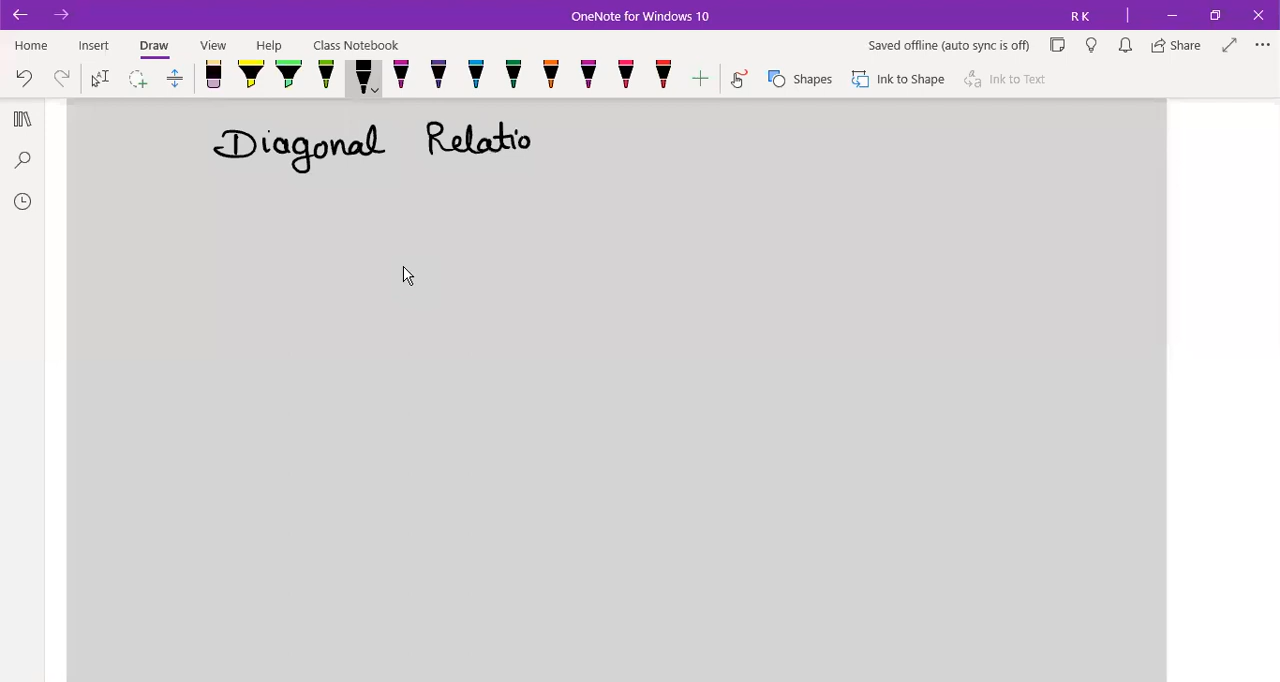 OneNote for Windows 10
R K
Home Insert Draw View Help Class Notebook
Saved offline (auto sync is off) Share
Shapes Ink to Shape Ink to Text
Diagonal Relatio